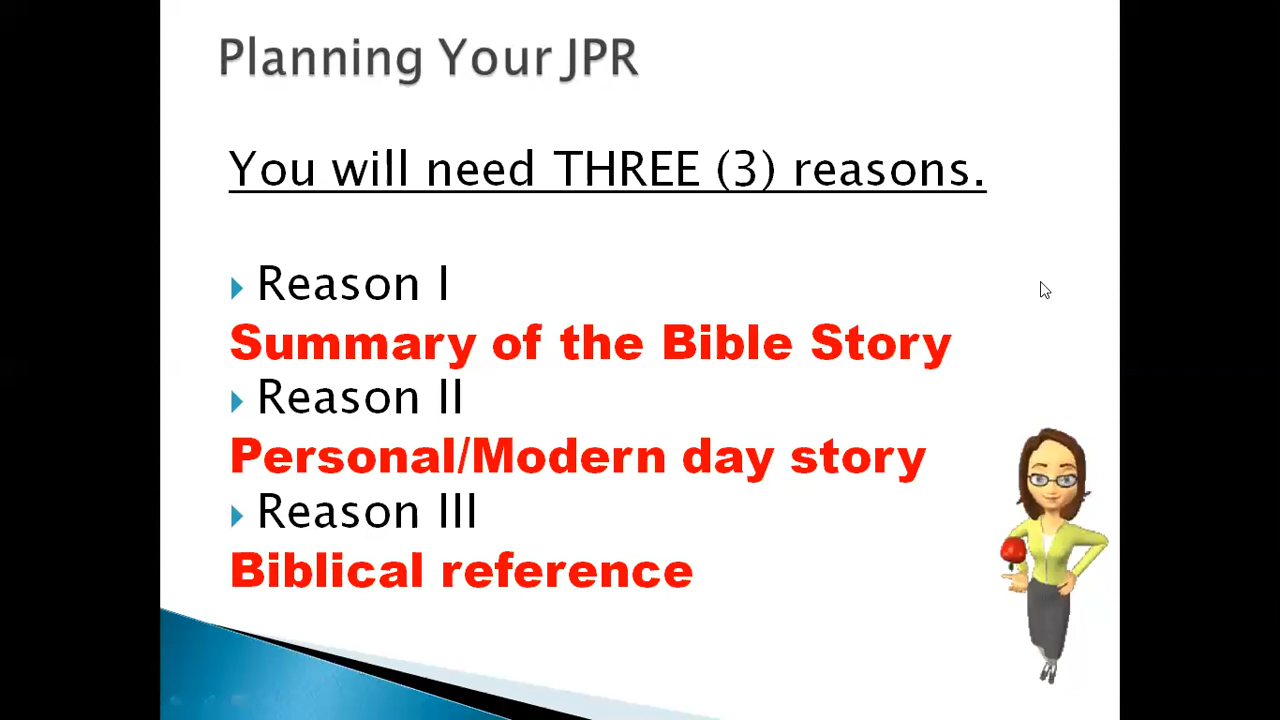 Planning Your JPR
You will need THREE (3) reasons.
Reason I
Summary of the Bible Story
Reason II
Personal/Modern day story
Reason III
Biblical reference